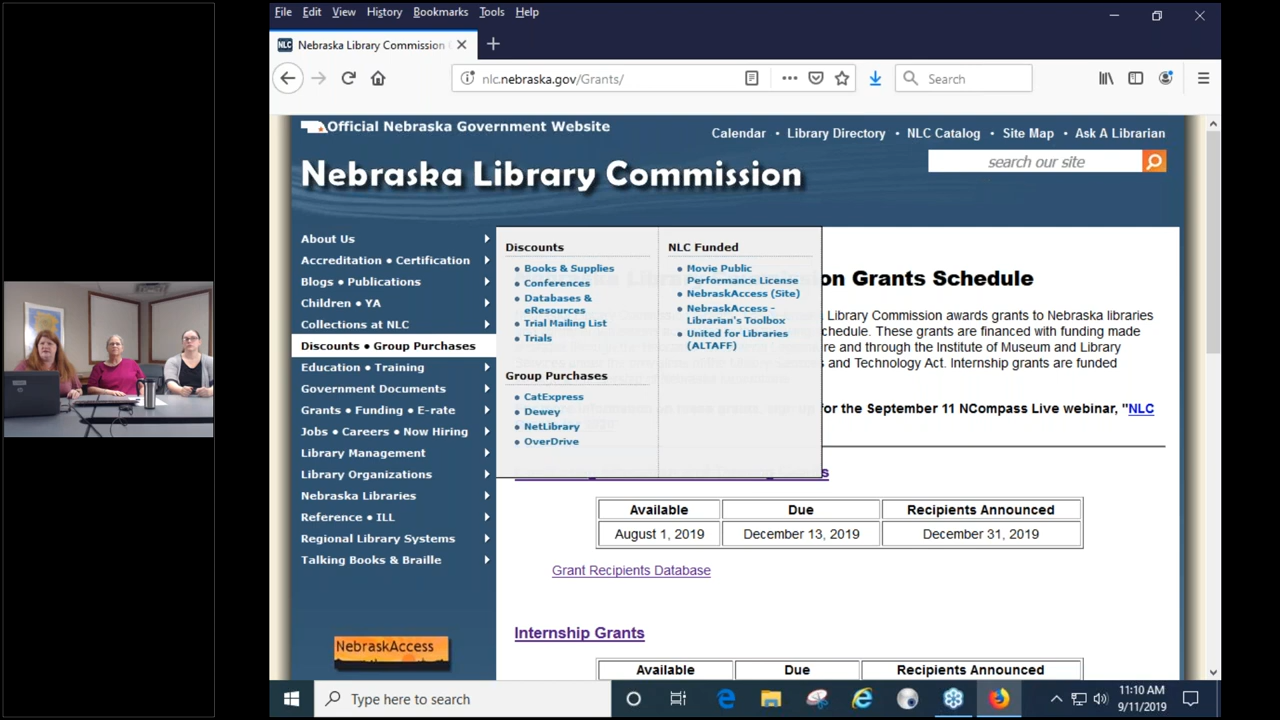 File Edit View History Bookmarks Tools Help
NLC Nebraska Library Commission
nlc.nebraska.gov/Grants/
Search
Official Nebraska Government Website
Calendar • Library Directory • NLC Catalog • Site Map • Ask A Librarian
Nebraska Library Commission
search our site
About Us
Accreditation • Certification
Blogs • Publications
Children • YA
Collections at NLC
Discounts • Group Purchases
Education • Training
Government Documents
Grants • Funding • E-rate
Jobs • Careers • Now Hiring
Library Management
Library Organizations
Nebraska Libraries
Reference • ILL
Regional Library Systems
Talking Books & Braille
NebraskAccess
Discounts
• Books & Supplies
• Conferences
• Databases &
eResources
• Trial Mailing List
• Trials
Group Purchases
• CatExpress
• Dewey
• NetLibrary
• OverDrive
NLC Funded
• Movie Public
Performance License
• NebraskAccess (Site)
• NebraskAccess -
Librarian's Toolbox
• United for Libraries
(ALTAFF)
on Grants Schedule
Library Commission awards grants to Nebraska libraries
schedule. These grants are financed with funding made
and through the Institute of Museum and Library
and Technology Act. Internship grants are funded
for the September 11 NCompass Live webinar, "NLC
Available Due Recipients Announced
August 1, 2019 December 13, 2019 December 31, 2019
Grant Recipients Database
Internship Grants
Available Due Recipients Announced
Type here to search
11:10 AM
9/11/2019